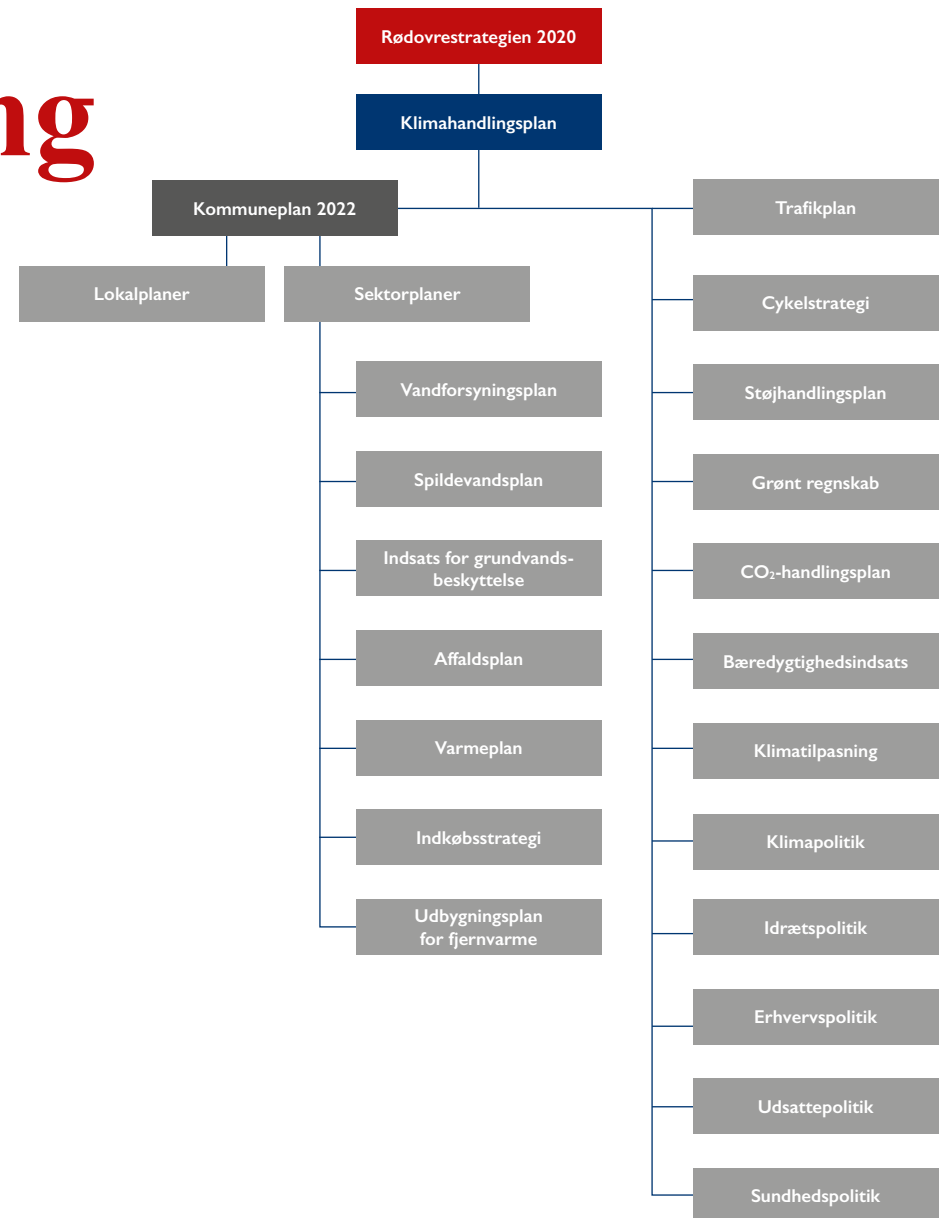 ng
Rødovrestrategien 2020
Klimahandlingsplan
Kommuneplan 2022
Lokalplaner
Sektorplaner
Vandforsyningsplan
Spildevandsplan
Indsats for grundvands-
beskyttelse
Affaldsplan
Varmeplan
Indkøbsstrategi
Udbygningsplan
for fjernvarme
Trafikplan
Cykelstrategi
Støjhandlingsplan
Grønt regnskab
CO₂-handlingsplan
Bæredygtighedsindsats
Klimatilpasning
Klimapolitik
Idrætspolitik
Erhvervspolitik
Udsattepolitik
Sundhedspolitik